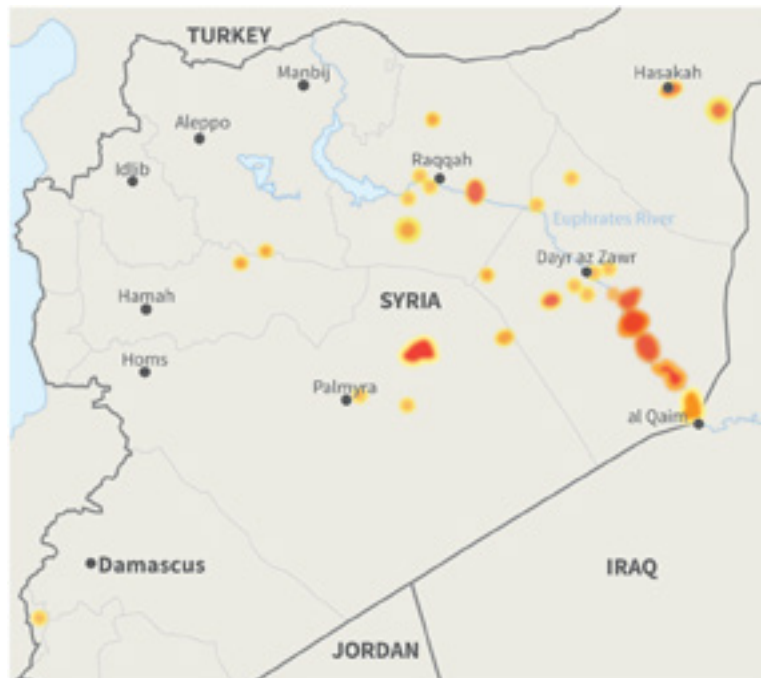 TURKEY
Manbij
Hasakah
Aleppo
Idlib
Raqqah
Euphrates River
Dayr az Zawr
Hamah
SYRIA
Homs
Palmyra
al Qaim
Damascus
IRAQ
JORDAN